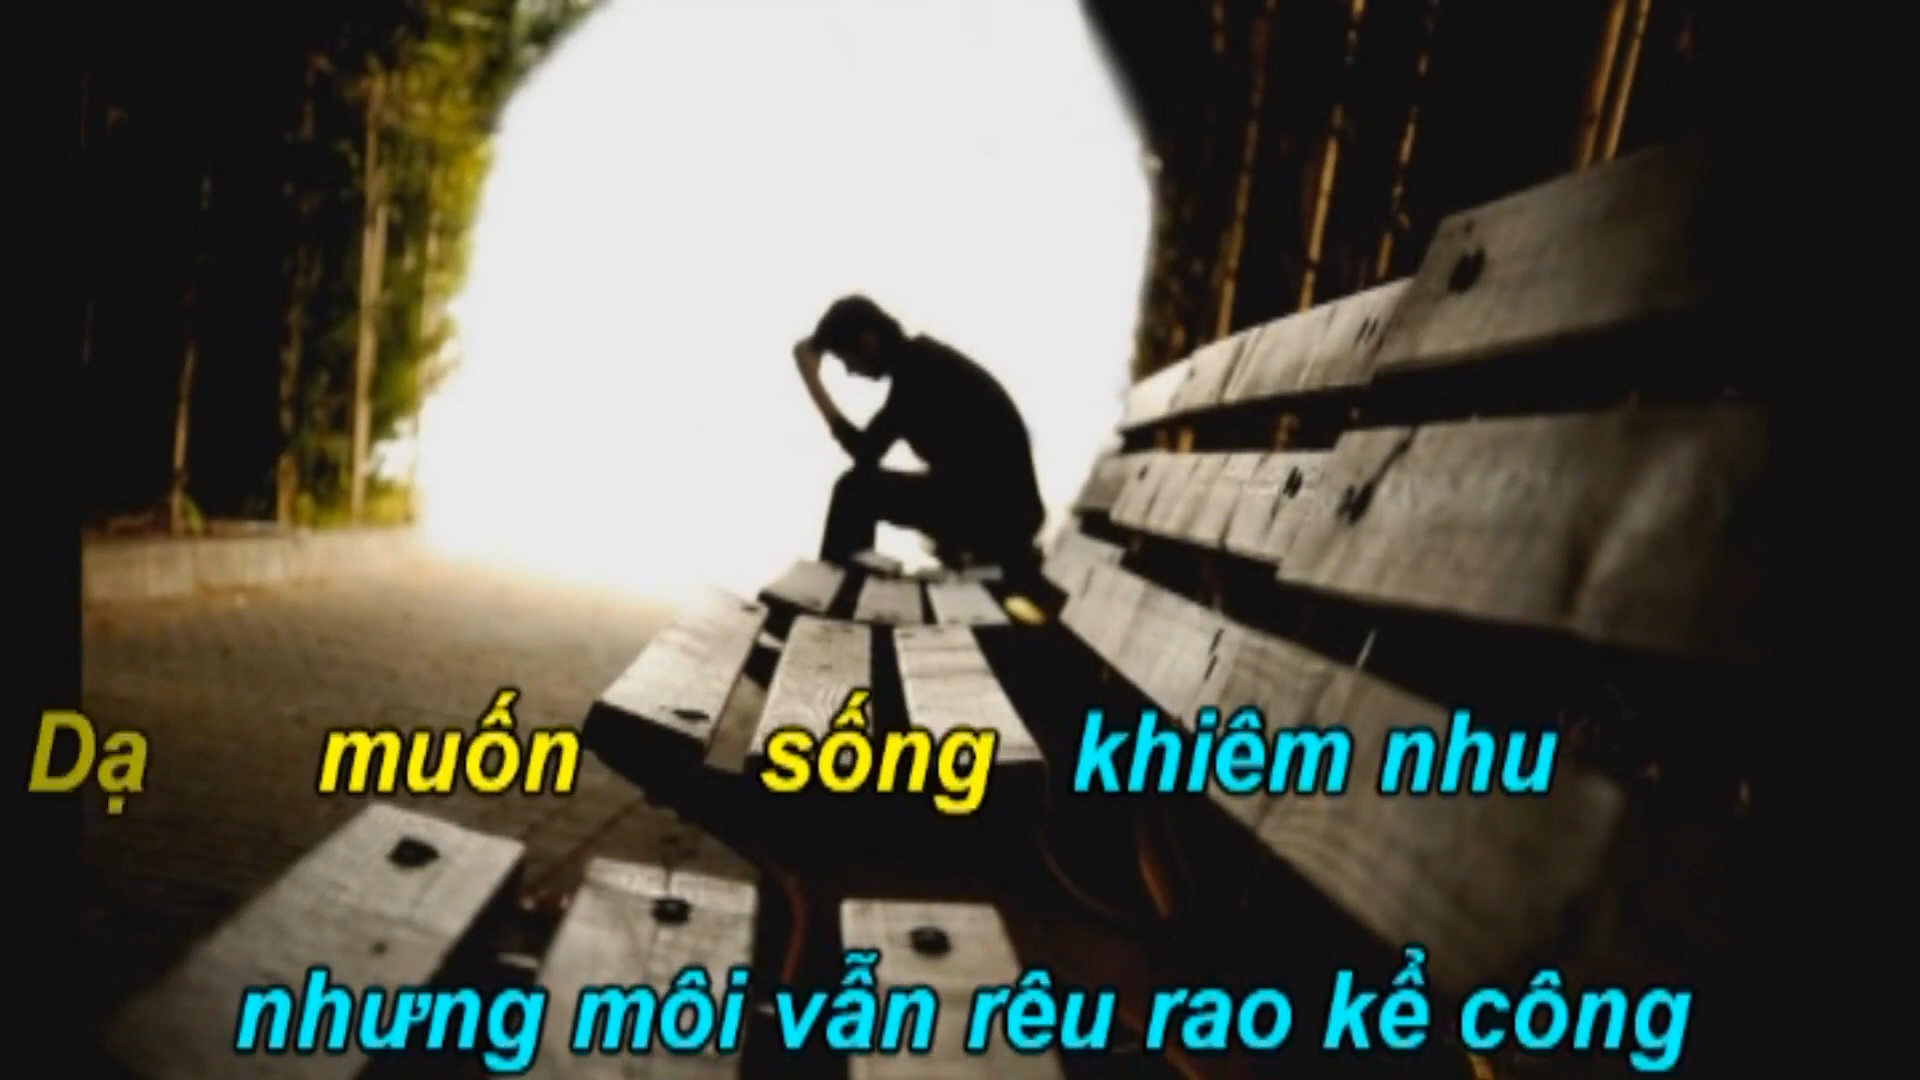 Dạ muốn sống khiêm nhu
nhưng môi vẫn rêu rao kể công